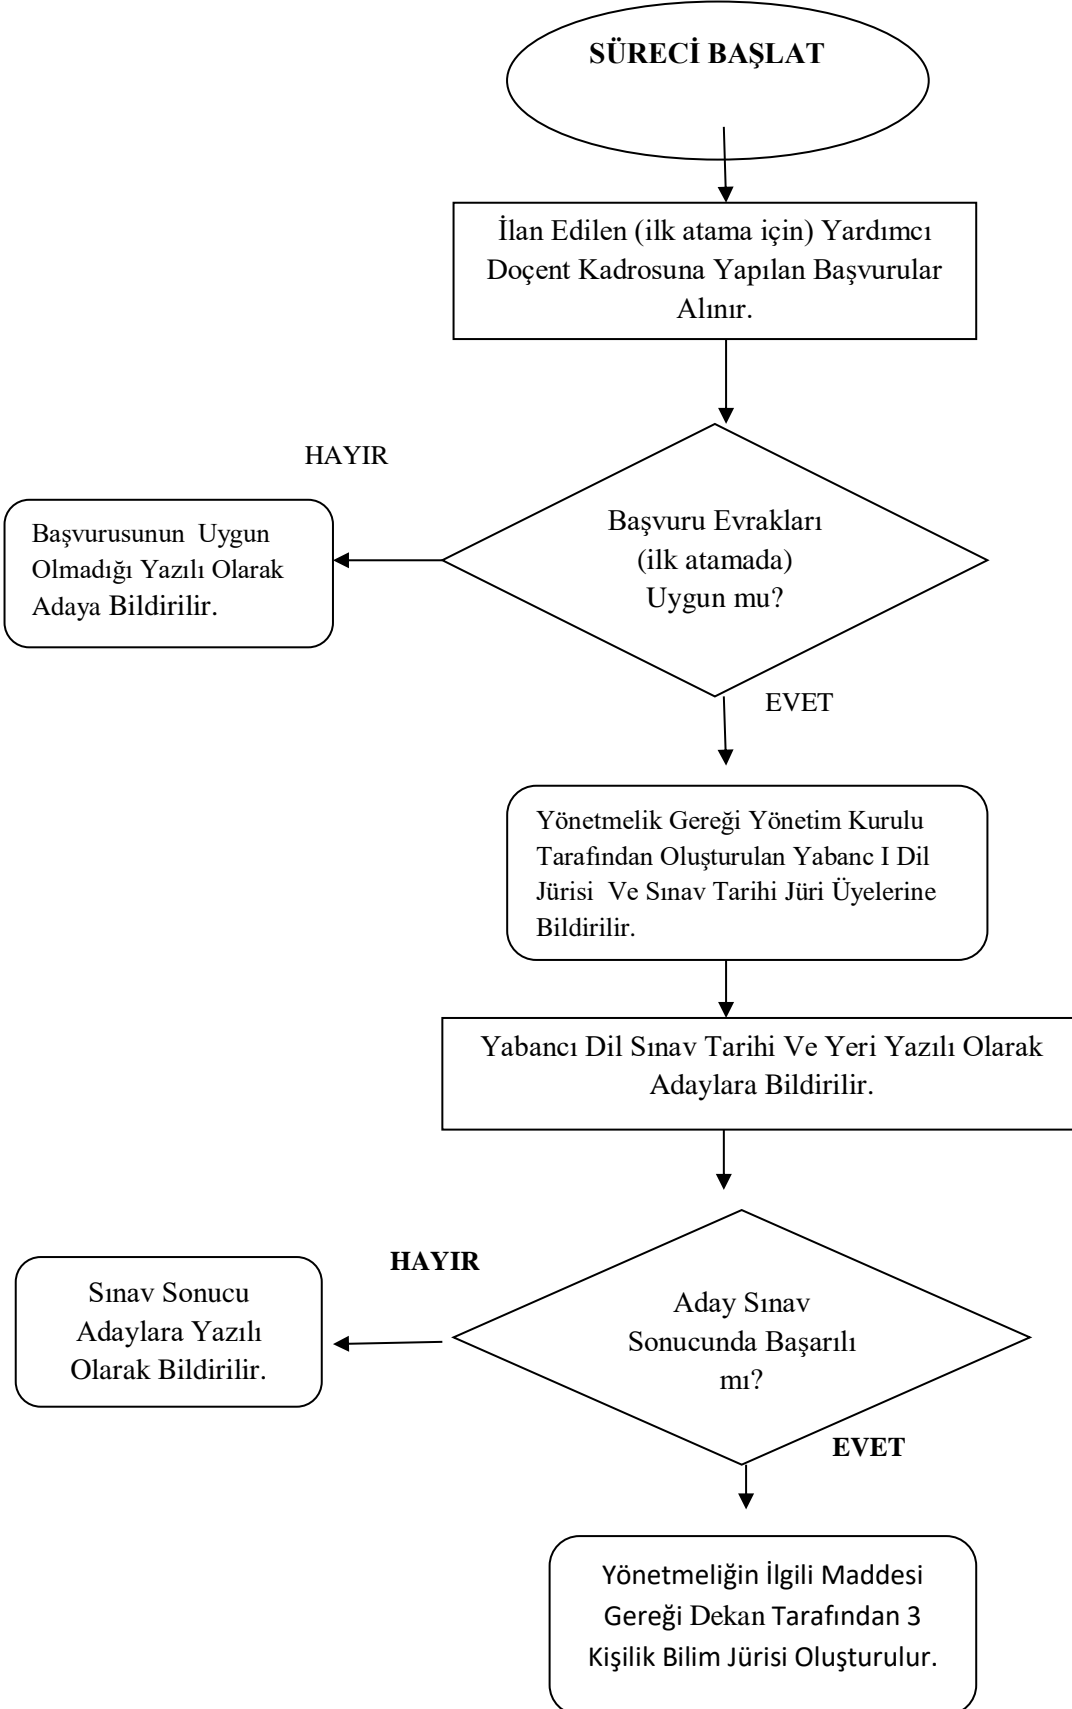 SÜRECİ BAŞLAT
İlan Edilen (ilk atama için) Yardımcı
Doçent Kadrosuna Yapılan Başvurular
Alınır.
HAYIR
Başvurusunun Uygun
Olmadığı Yazılı Olarak
Adaya Bildirilir.
Başvuru Evrakları
(ilk atamada)
Uygun mu?
EVET
Yönetmelik Gereği Yönetim Kurulu
Tarafından Oluşturulan Yabanc I Dil
Jürisi Ve Sınav Tarihi Jüri Üyelerine
Bildirilir.
Yabancı Dil Sınav Tarihi Ve Yeri Yazılı Olarak
Adaylara Bildirilir.
HAYIR
Sınav Sonucu
Adaylara Yazılı
Olarak Bildirilir.
Aday Sınav
Sonucunda Başarılı
mı?
EVET
Yönetmeliğin İlgili Maddesi
Gereği Dekan Tarafından 3
Kişilik Bilim Jürisi Oluşturulur.